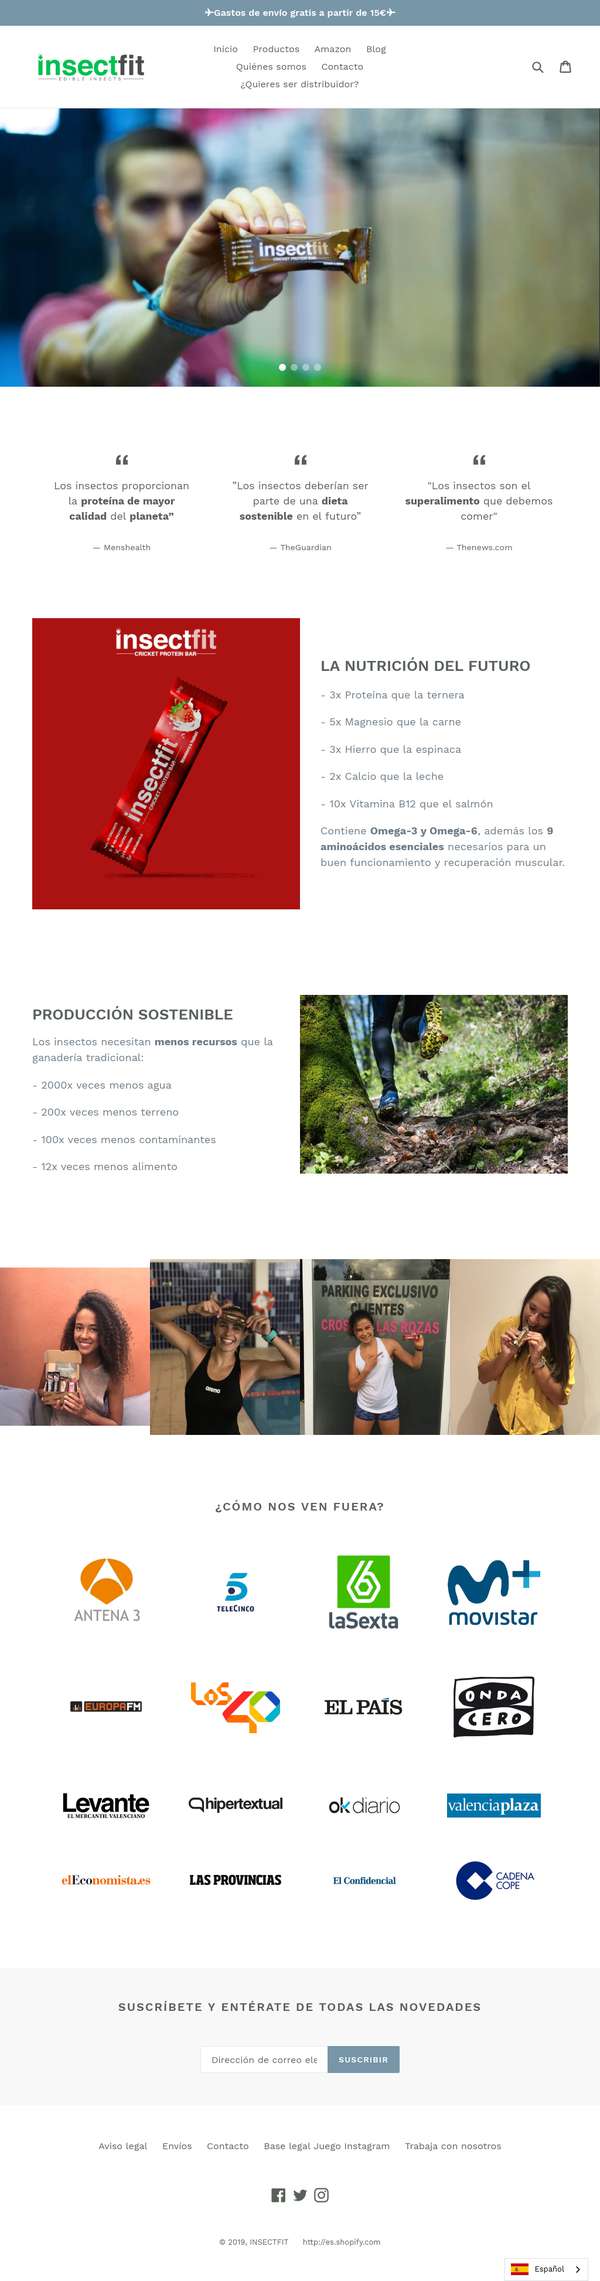 ✈Gastos de envío gratis a partir de 15€✈
insectfit
EDIBLE INSECTS
Inicio Productos Amazon Blog
Quiénes somos Contacto
¿Quieres ser distribuidor?
insectfit
CRICKET PROTEIN BAR
“ “ “
Los insectos proporcionan
la proteína de mayor
calidad del planeta”
— Menshealth
"Los insectos deberían ser
parte de una dieta
sostenible en el futuro”
— TheGuardian
"Los insectos son el
superalimento que debemos
comer"
— Thenews.com
insectfit
CRICKET PROTEIN BAR
insectfit
CRICKET PROTEIN BAR
LA NUTRICIÓN DEL FUTURO
- 3x Proteína que la ternera
- 5x Magnesio que la carne
- 3x Hierro que la espinaca
- 2x Calcio que la leche
- 10x Vitamina B12 que el salmón
Contiene Omega-3 y Omega-6, además los 9
aminoácidos esenciales necesarios para un
buen funcionamiento y recuperación muscular.
PRODUCCIÓN SOSTENIBLE
Los insectos necesitan menos recursos que la
ganadería tradicional:
- 2000x veces menos agua
- 200x veces menos terreno
- 100x veces menos contaminantes
- 12x veces menos alimento
arena
PARKING EXCLUSIVO
CLIENTES
CROS LAS ROZAS
¿CÓMO NOS VEN FUERA?
ANTENA 3
TELECINCO
laSexta
movistar
EUROPA FM
LOS 40
EL PAÍS
ONDA
CERO
Levante
EL MERCANTIL VALENCIANO
hipertextual
okdiario
valenciaplaza
elEconomista.es
LAS PROVINCIAS
El Confidencial
CADENA
COPE
SUSCRÍBETE Y ENTÉRATE DE TODAS LAS NOVEDADES
Dirección de correo ele
SUSCRIBIR
Aviso legal Envíos Contacto Base legal Juego Instagram Trabaja con nosotros
© 2019, INSECTFIT http://es.shopify.com
Español